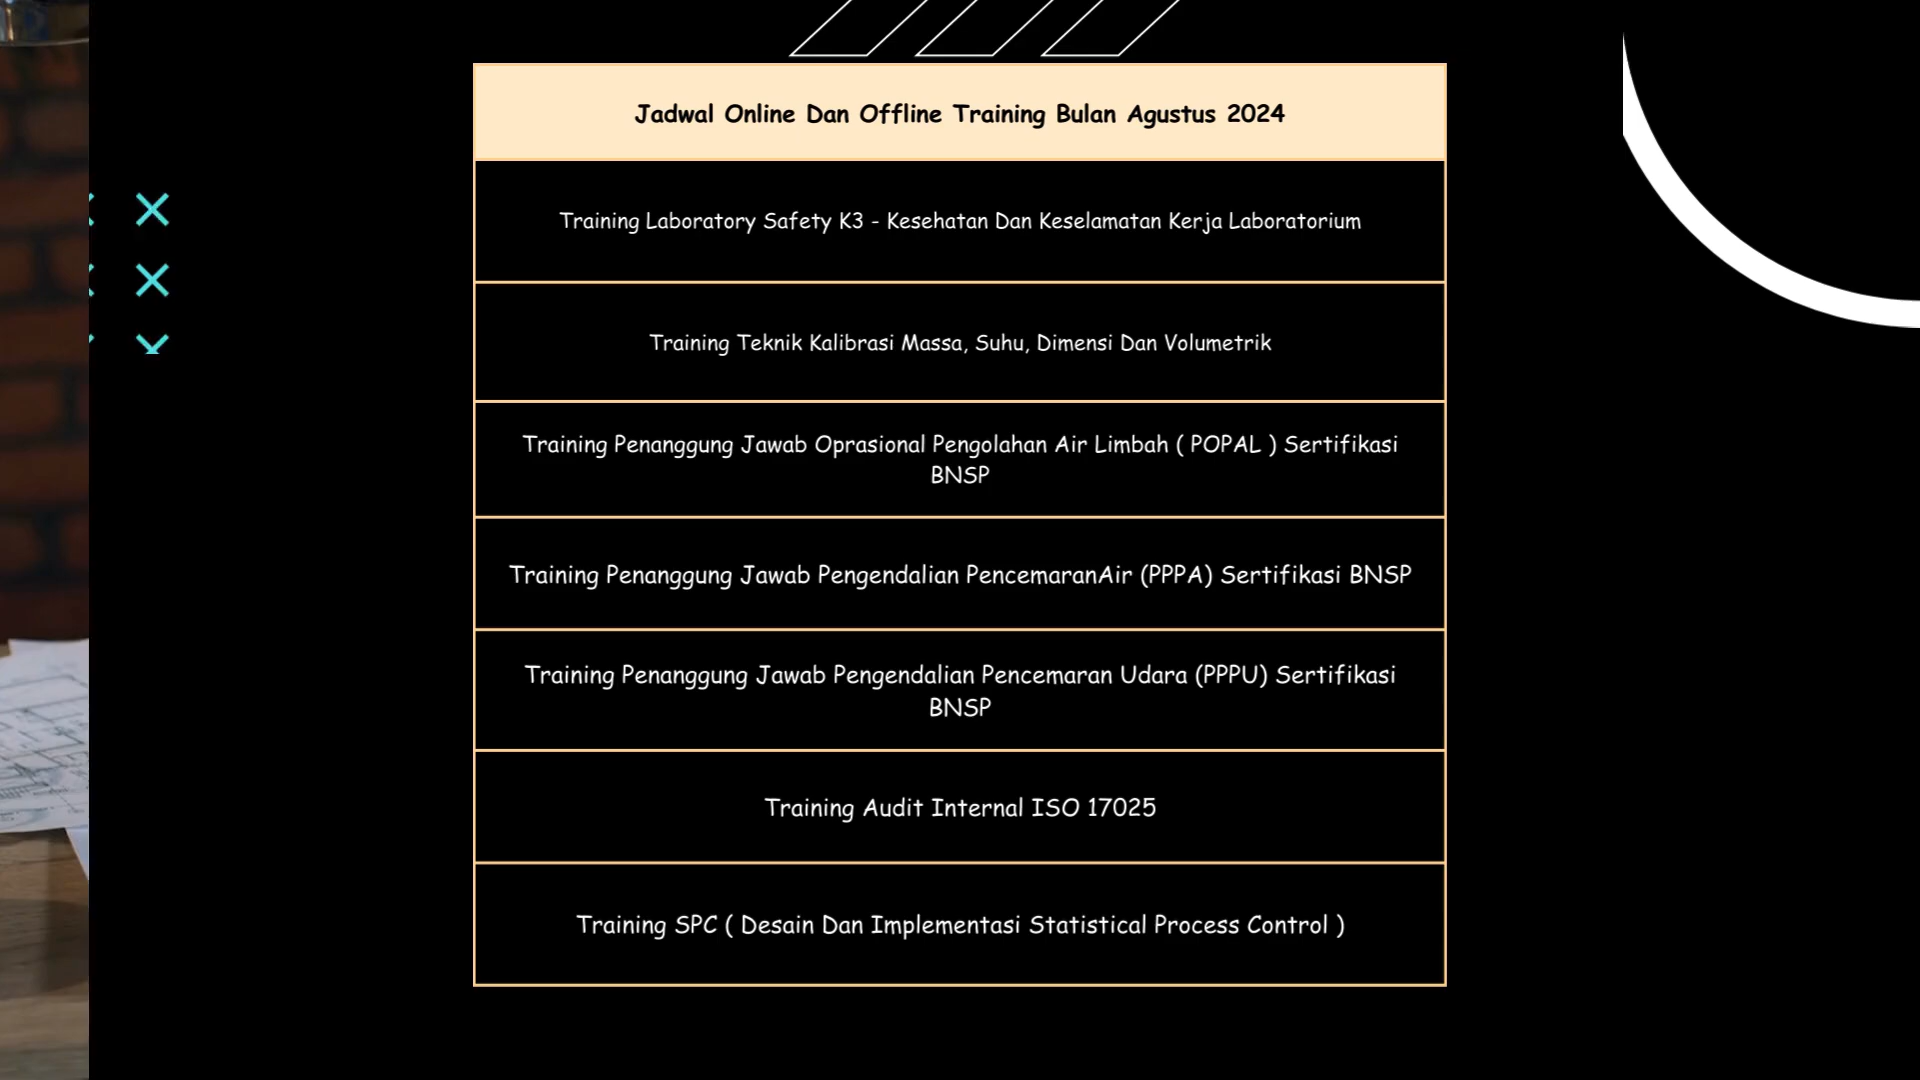 Jadwal Online Dan Offline Training Bulan Agustus 2024
Training Laboratory Safety K3 - Kesehatan Dan Keselamatan Kerja Laboratorium
Training Teknik Kalibrasi Massa, Suhu, Dimensi Dan Volumetrik
Training Penanggung Jawab Oprasional Pengolahan Air Limbah ( POPAL ) Sertifikasi
BNSP
Training Penanggung Jawab Pengendalian PencemaranAir (PPPA) Sertifikasi BNSP
Training Penanggung Jawab Pengendalian Pencemaran Udara (PPPU) Sertifikasi
BNSP
Training Audit Internal ISO 17025
Training SPC ( Desain Dan Implementasi Statistical Process Control )